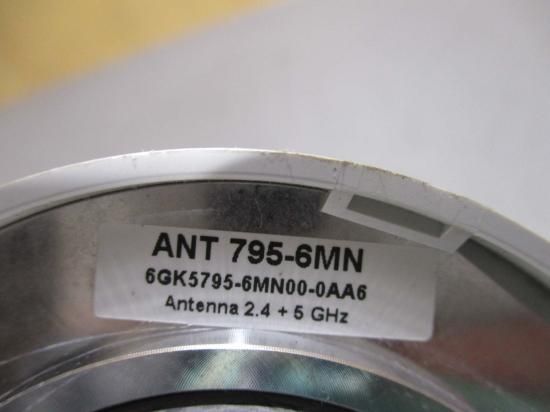 ANT 795-6MN
6GK5795-6MN00-0AA6
Antenna 2.4 + 5 GHz